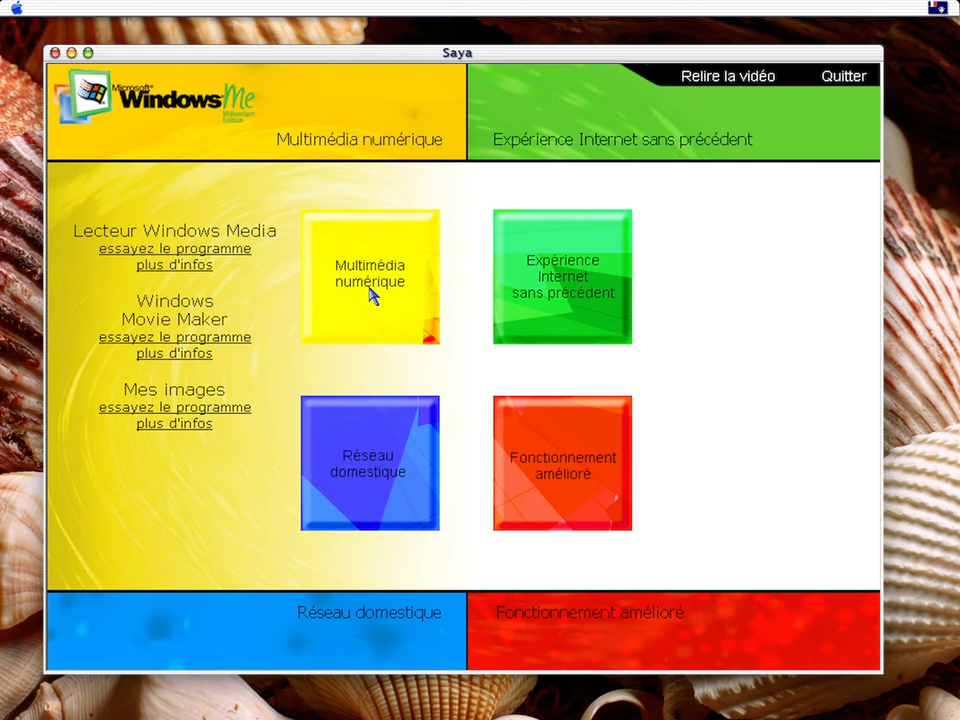 Saya
Microsoft®
Windows Me
Millennium
Edition
Relire la vidéo
Quitter
Multimédia numérique
Expérience Internet sans précédent
Lecteur Windows Media
essayez le programme
plus d'infos
Windows
Movie Maker
essayez le programme
plus d'infos
Mes images
essayez le programme
plus d'infos
Multimédia
numérique
Expérience
Internet
sans précédent
Réseau
domestique
Fonctionnement
amélioré
Réseau domestique
Fonctionnement amélioré